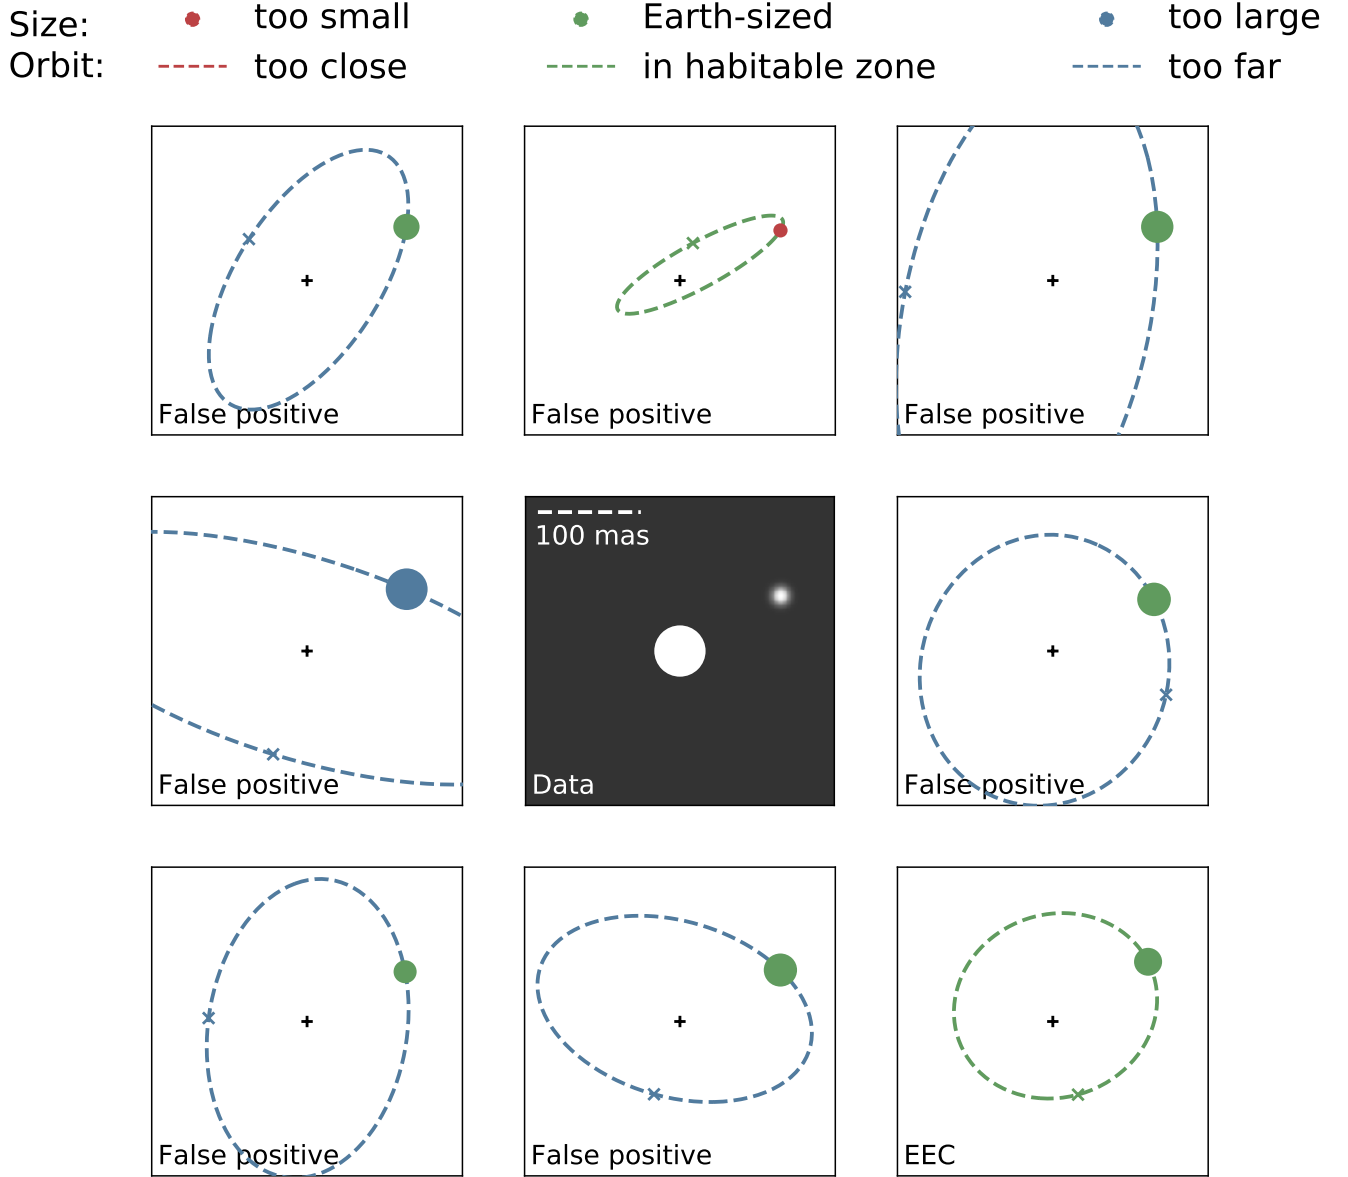 Size: too small Earth-sized too large
Orbit: too close in habitable zone too far
False positive
False positive
False positive
False positive
100 mas
Data
False positive
False positive
False positive
EEC